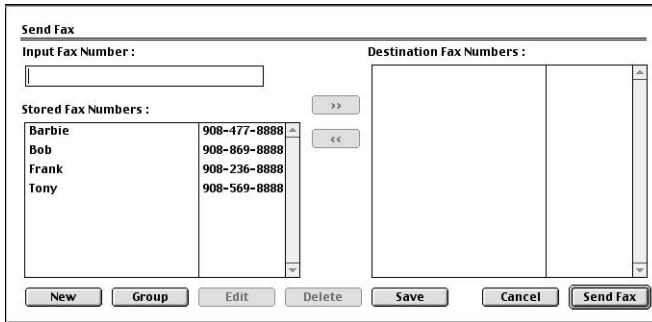 Send Fax
Input Fax Number :
Destination Fax Numbers :
>>
Stored Fax Numbers :
<<
Barbie 908-477-8888
Bob 908-869-8888
Frank 908-236-8888
Tony 908-569-8888
New Group Edit Delete Save Cancel Send Fax